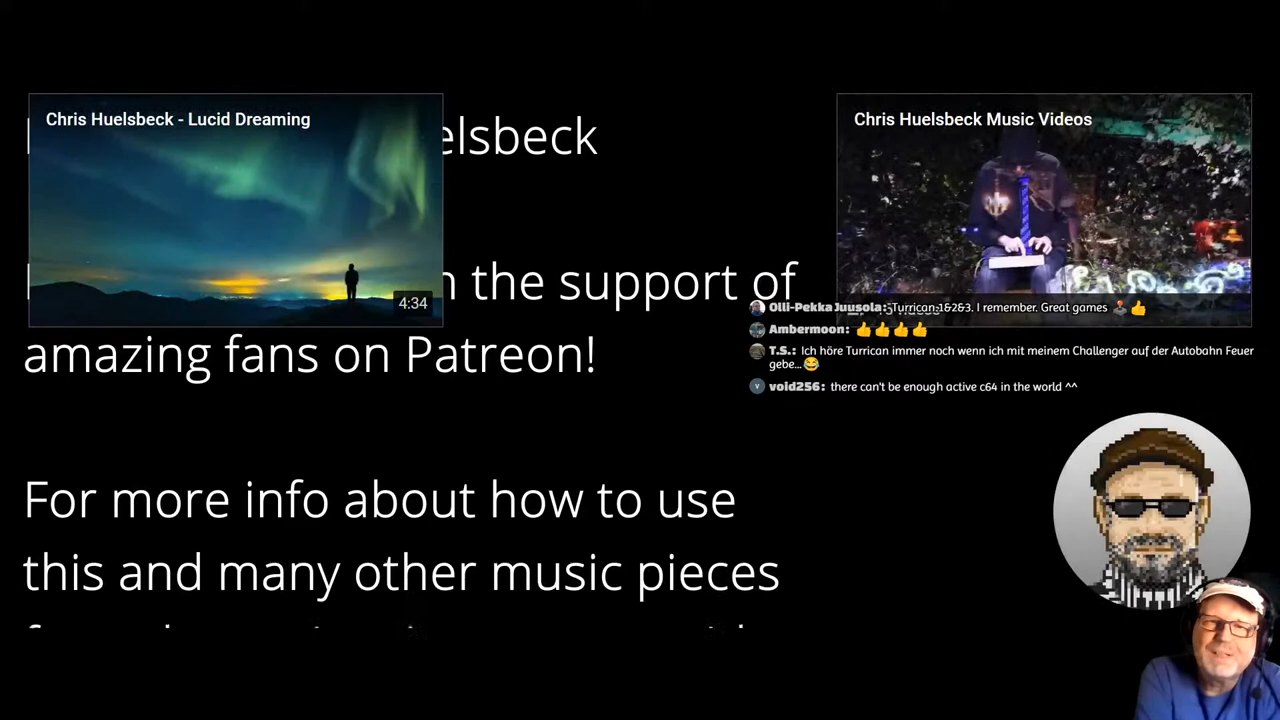 Chris Huelsbeck - Lucid Dreaming
elsbeck
4:34
the support of
amazing fans on Patreon!
For more info about how to use
this and many other music pieces
Chris Huelsbeck Music Videos
Olli-Pekka Juusola: Turrican 1&2&3. I remember. Great games 🕹️👍
Ambermoon: 👍👍👍👍
T.S.: Ich höre Turrican immer noch wenn ich mit meinem Challenger auf der Autobahn Feuer
gebe...😂
V void256: there can't be enough active c64 in the world ^^